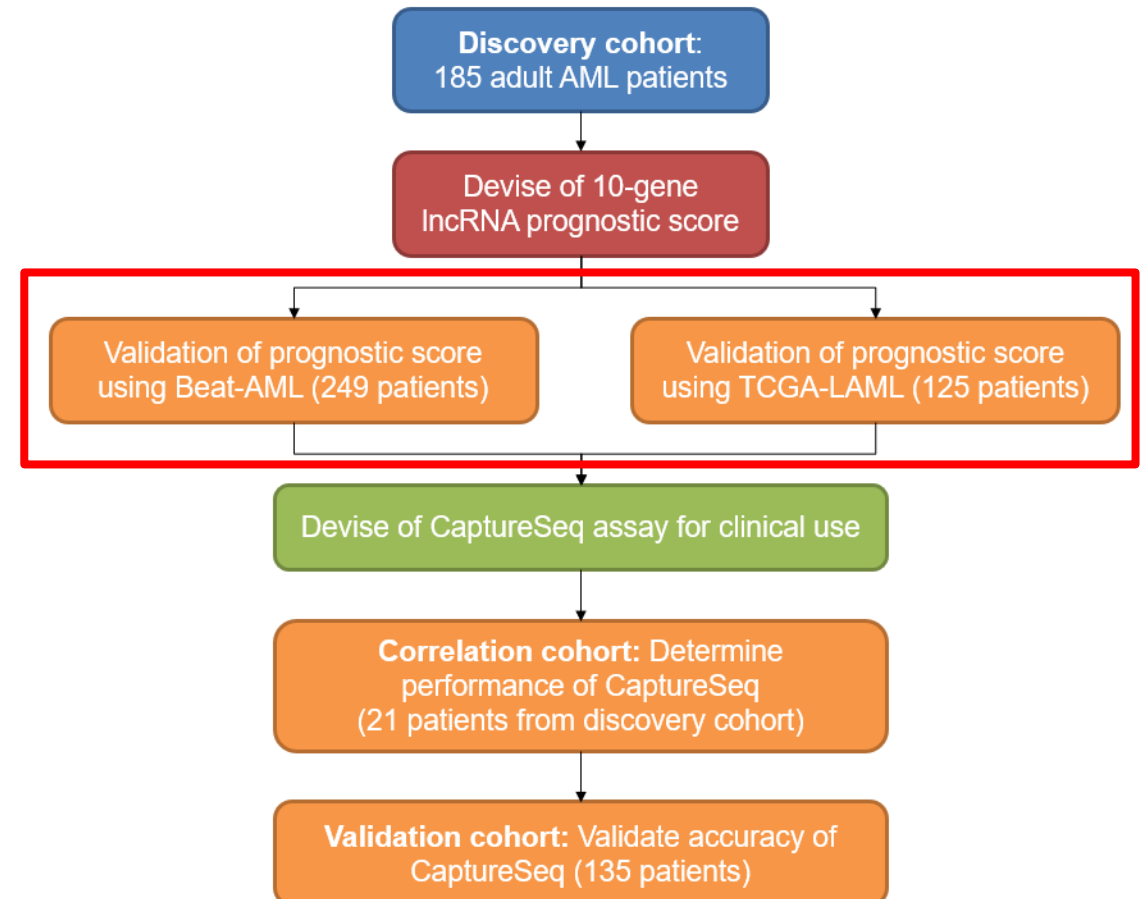 Discovery cohort:
185 adult AML patients
Devise of 10-gene
lncRNA prognostic score
Validation of prognostic score
using Beat-AML (249 patients)
Validation of prognostic score
using TCGA-LAML (125 patients)
Devise of CaptureSeq assay for clinical use
Correlation cohort: Determine
performance of CaptureSeq
(21 patients from discovery cohort)
Validation cohort: Validate accuracy of
CaptureSeq (135 patients)